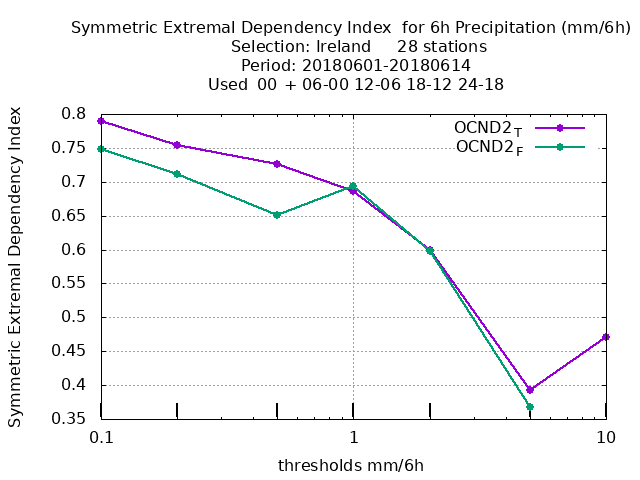 Symmetric Extremal Dependency Index  for 6h Precipitation (mm/6h)
Selection: Ireland     28 stations
Period: 20180601-20180614
Used  00  + 06-00 12-06 18-12 24-18
Symmetric Extremal Dependency Index
0.8
0.75
0.7
0.65
0.6
0.55
0.5
0.45
0.4
0.35
OCND2T
OCND2F
0.1 1 10
thresholds mm/6h